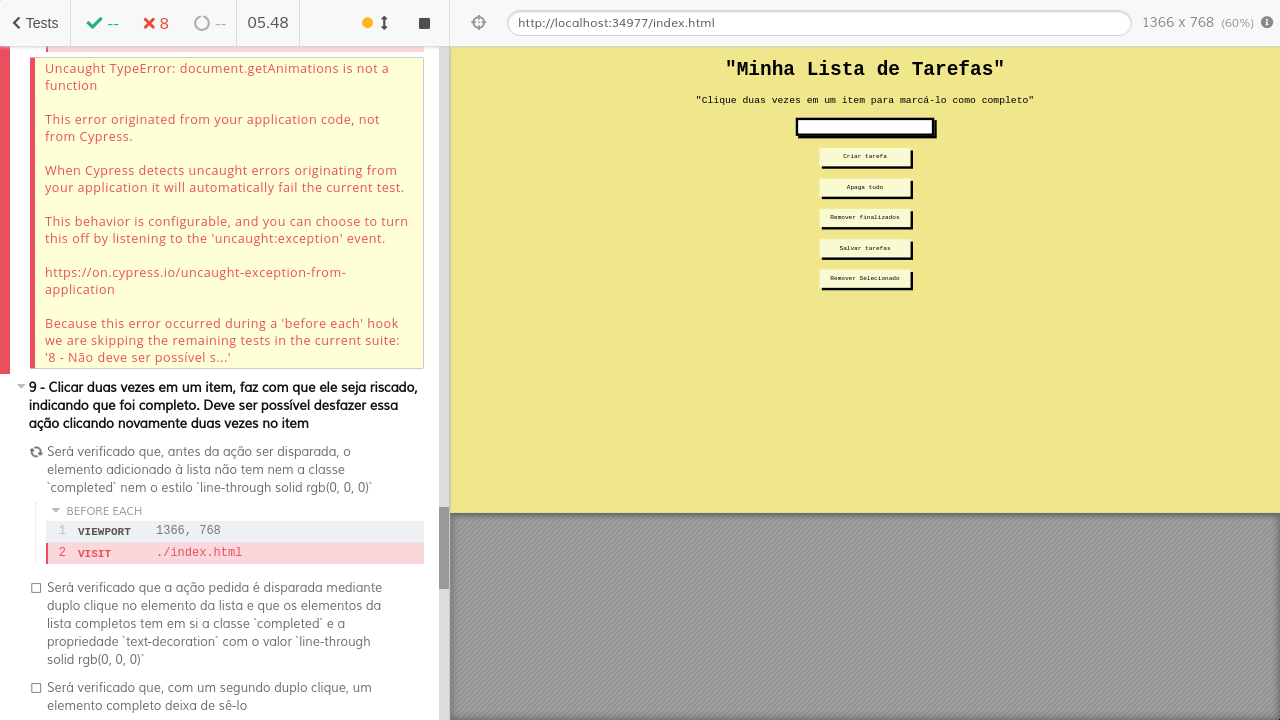 Tests
--
8
--
05.48
http://localhost:34977/index.html
1366 x 768 (60%)
Uncaught TypeError: document.getAnimations is not a
function
This error originated from your application code, not
from Cypress.
When Cypress detects uncaught errors originating from
your application it will automatically fail the current test.
This behavior is configurable, and you can choose to turn
this off by listening to the 'uncaught:exception' event.
https://on.cypress.io/uncaught-exception-from-
application
Because this error occurred during a 'before each' hook
we are skipping the remaining tests in the current suite:
'8 - Não deve ser possível s...'
9 - Clicar duas vezes em um item, faz com que ele seja riscado,
indicando que foi completo. Deve ser possível desfazer essa
ação clicando novamente duas vezes no item
Será verificado que, antes da ação ser disparada, o
elemento adicionado à lista não tem nem a classe
`completed` nem o estilo `line-through solid rgb(0, 0, 0)`
BEFORE EACH
1 VIEWPORT 1366, 768
2 VISIT ./index.html
Será verificado que a ação pedida é disparada mediante
duplo clique no elemento da lista e que os elementos da
lista completos tem em si a classe `completed` e a
propriedade `text-decoration` com o valor `line-through
solid rgb(0, 0, 0)`
Será verificado que, com um segundo duplo clique, um
elemento completo deixa de sê-lo
"Minha Lista de Tarefas"
"Clique duas vezes em um item para marcá-lo como completo"
Criar tarefa
Apaga tudo
Remover finalizados
Salvar tarefas
Remover Selecionado